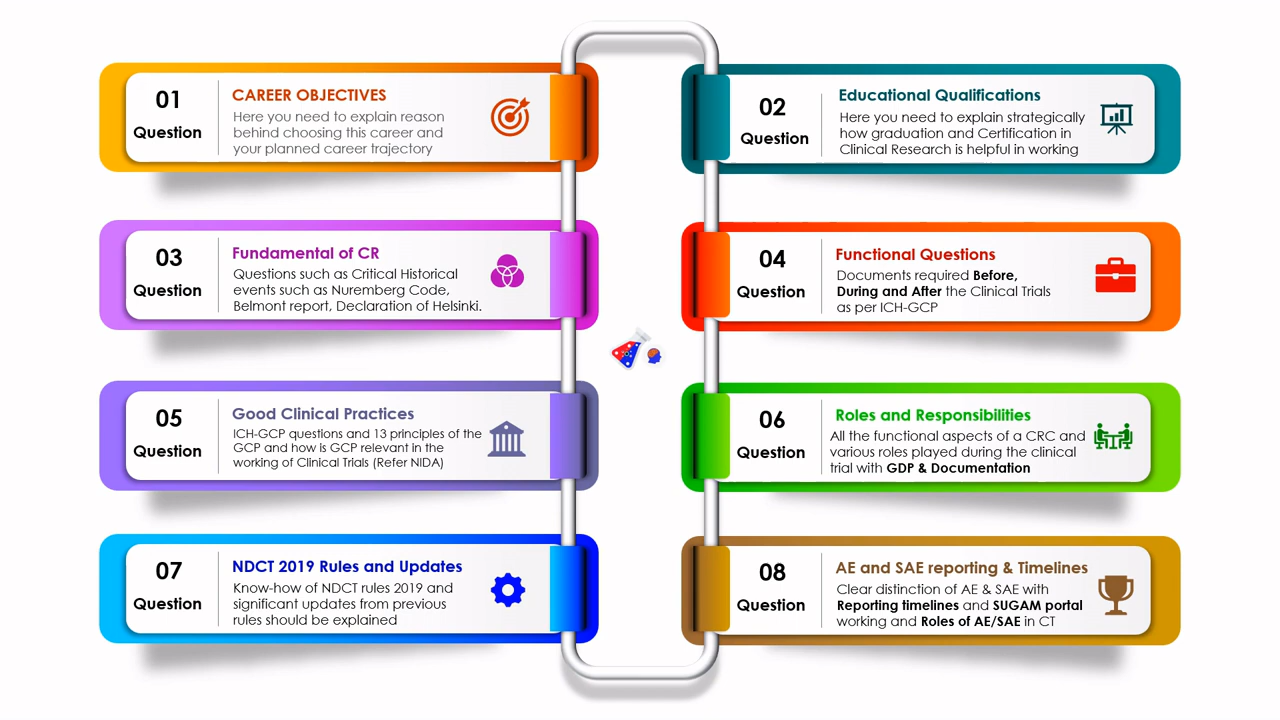 01
Question
CAREER OBJECTIVES
Here you need to explain reason
behind choosing this career and
your planned career trajectory
02
Question
Educational Qualifications
Here you need to explain strategically
how graduation and Certification in
Clinical Research is helpful in working
03
Question
Fundamental of CR
Questions such as Critical Historical
events such as Nuremberg Code,
Belmont report, Declaration of Helsinki.
04
Question
Functional Questions
Documents required Before,
During and After the Clinical Trials
as per ICH-GCP
05
Question
Good Clinical Practices
ICH-GCP questions and 13 principles of the
GCP and how is GCP relevant in the
working of Clinical Trials (Refer NIDA)
06
Question
Roles and Responsibilities
All the functional aspects of a CRC and
various roles played during the clinical
trial with GDP & Documentation
07
Question
NDCT 2019 Rules and Updates
Know-how of NDCT rules 2019 and
significant updates from previous
rules should be explained
08
Question
AE and SAE reporting & Timelines
Clear distinction of AE & SAE with
Reporting timelines and SUGAM portal
working and Roles of AE/SAE in CT